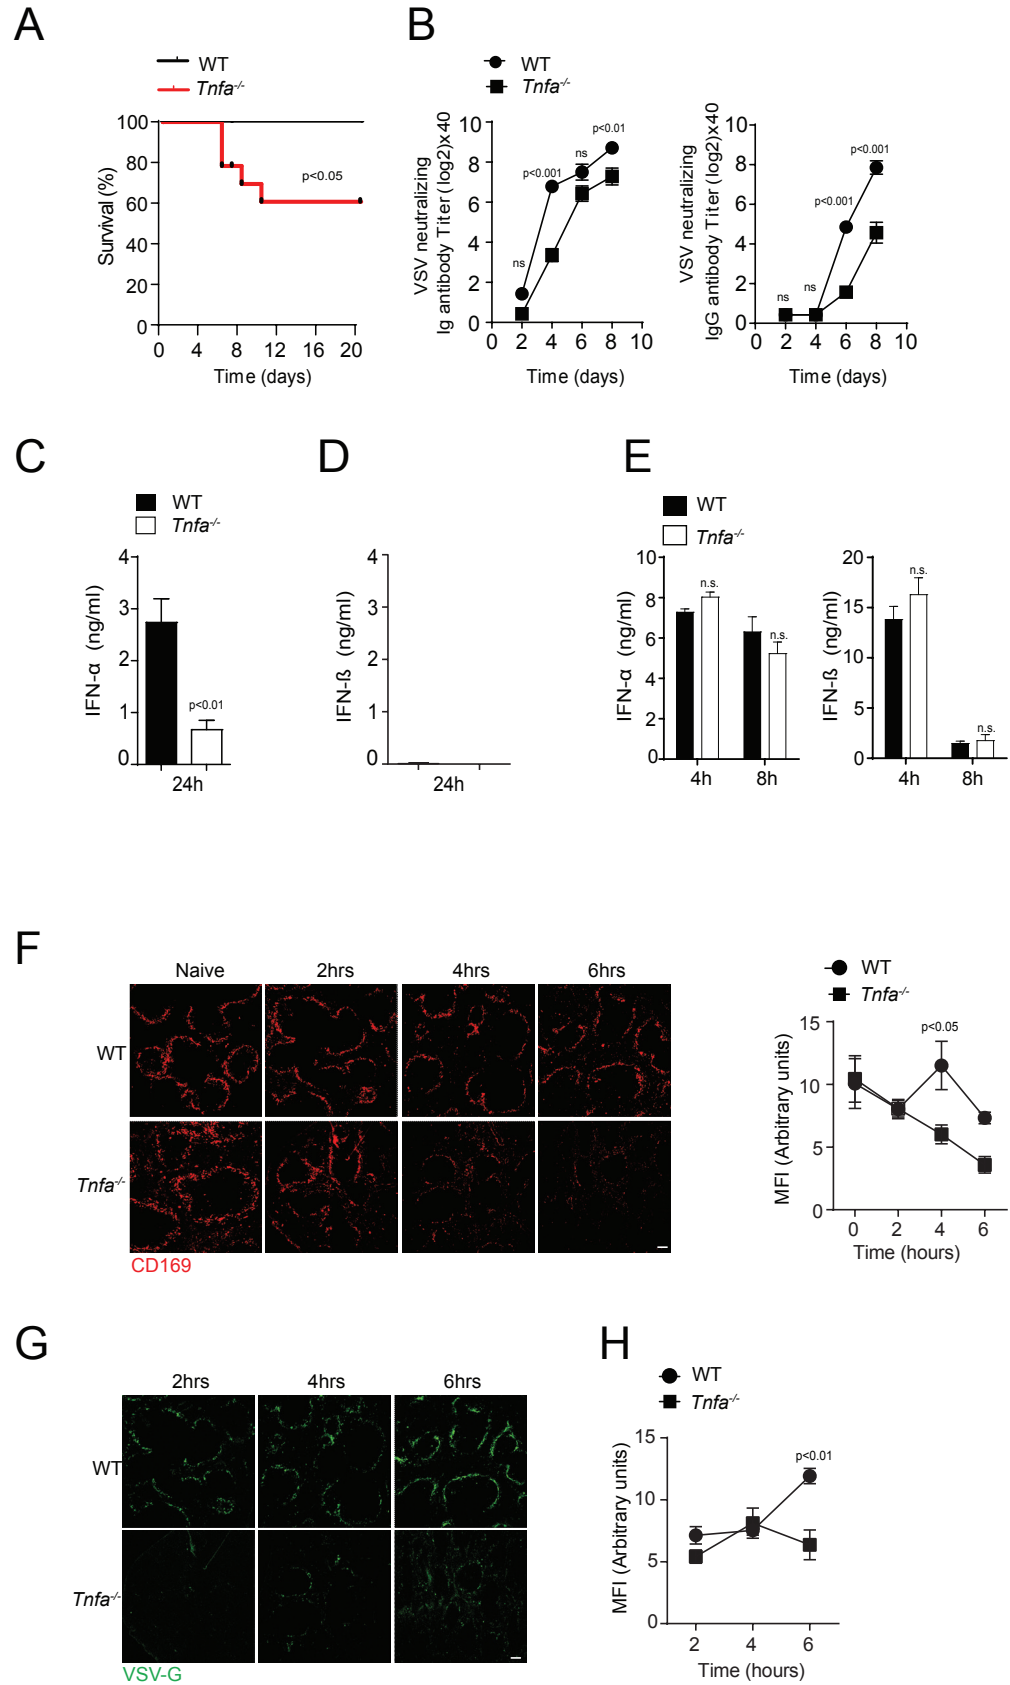 A
WT
Tnfa-/-
Survival (%)
100
80
60
40
20
0
p<0.05
0 4 8 12 16 20
Time (days)
B
WT
Tnfa-/-
VSV neutralizing
Ig antibody Titer (log2)x40
10
8
6
4
2
0
ns
p<0.001
ns
p<0.01
0 2 4 6 8 10
Time (days)
VSV neutralizing
IgG antibody Titer (log2)x40
10
8
6
4
2
0
ns
ns
p<0.001
p<0.001
0 2 4 6 8 10
Time (days)
C
WT
Tnfa-/-
IFN-α (ng/ml)
4
3
2
1
0
p<0.01
24h
D
IFN-ß (ng/ml)
4
3
2
1
0
24h
E
WT
Tnfa-/-
IFN-α (ng/ml)
10
8
6
4
2
0
n.s.
n.s.
4h 8h
IFN-ß (ng/ml)
20
15
10
5
0
n.s.
n.s.
4h 8h
F
Naive 2hrs 4hrs 6hrs
WT
Tnfa-/-
CD169
WT
Tnfa-/-
MFI (Arbitrary units)
15
10
5
0
p<0.05
0 2 4 6
Time (hours)
G
2hrs 4hrs 6hrs
WT
Tnfa-/-
VSV-G
H
WT
Tnfa-/-
MFI (Arbitrary units)
15
10
5
0
p<0.01
2 4 6
Time (hours)